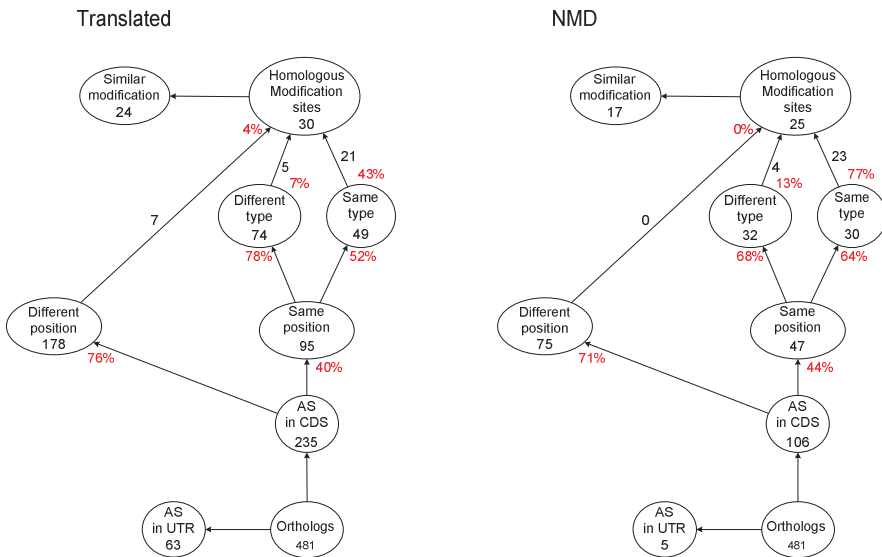 Translated
Similar
modification
24
Homologous
Modification
sites
30
4%
5
21
7%
43%
Different
type
74
Same
type
49
7
78%
52%
Different
position
178
Same
position
95
76%
40%
AS
in CDS
235
AS
in UTR
63
Orthologs
481
NMD
Similar
modification
17
Homologous
Modification
sites
25
0%
4
23
13%
77%
Different
type
32
Same
type
30
0
68%
64%
Different
position
75
Same
position
47
71%
44%
AS
in CDS
106
AS
in UTR
5
Orthologs
481